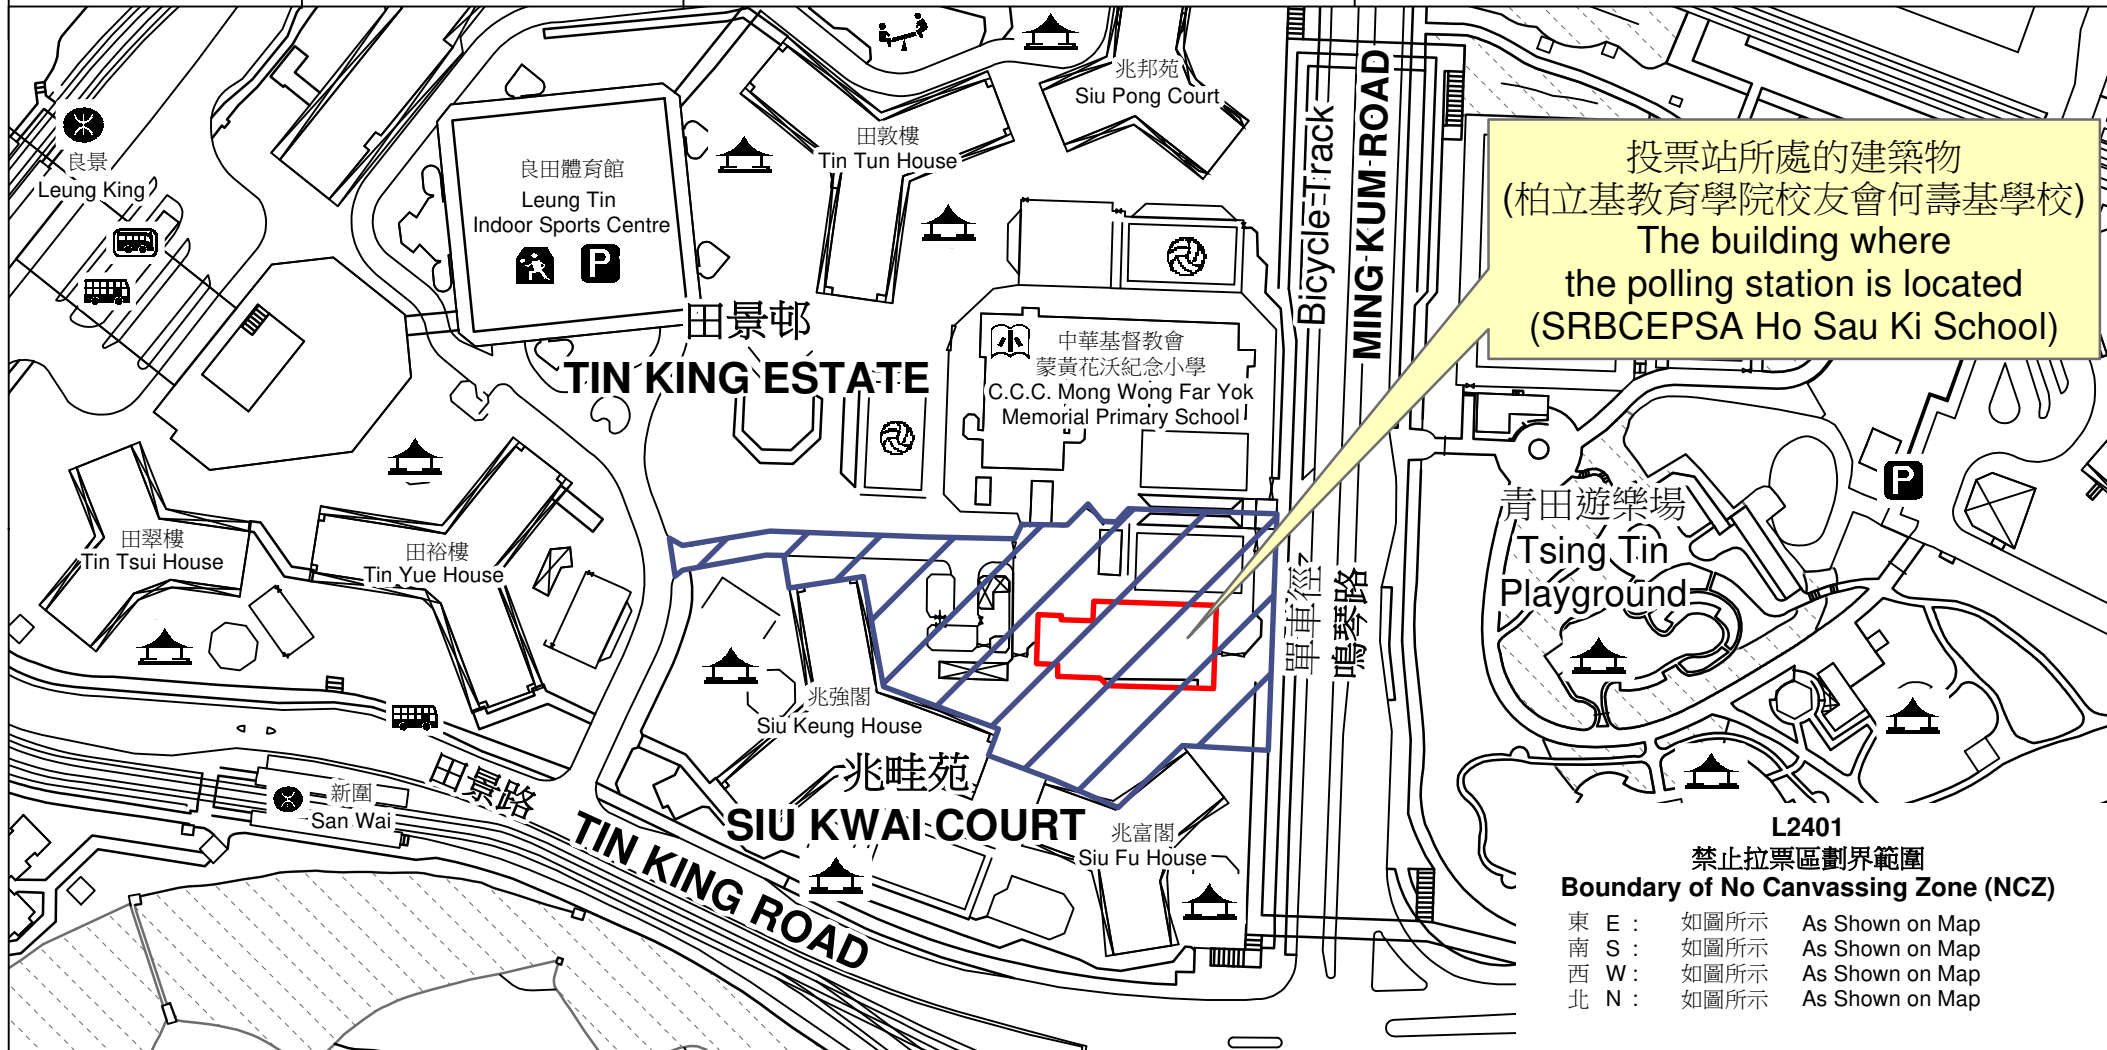 兆邦苑
Siu Pong Court
良景
Leung King
良田體育館
Leung Tin
Indoor Sports Centre
P
田敦樓
Tin Tun House
Bicycle Track
MING KUM ROAD
投票站所處的建築物
(柏立基教育學院校友會何壽基學校)
The building where
the polling station is located
(SRBCEPSA Ho Sau Ki School)
田景邨
TIN KING ESTATE
小
中華基督教會
蒙黃花沃紀念小學
C.C.C. Mong Wong Far Yok
Memorial Primary School
田翠樓
Tin Tsui House
田裕樓
Tin Yue House
青田遊樂場
Tsing Tin
Playground
P
單車徑
鳴琴路
兆強閣
Siu Keung House
兆畦苑
SIU KWAI COURT
兆富閣
Siu Fu House
新圍
San Wai
田景路
TIN KING ROAD
L2401
禁止拉票區劃界範圍
Boundary of No Canvassing Zone (NCZ)
東 E : 如圖所示 As Shown on Map
南 S : 如圖所示 As Shown on Map
西 W : 如圖所示 As Shown on Map
北 N : 如圖所示 As Shown on Map